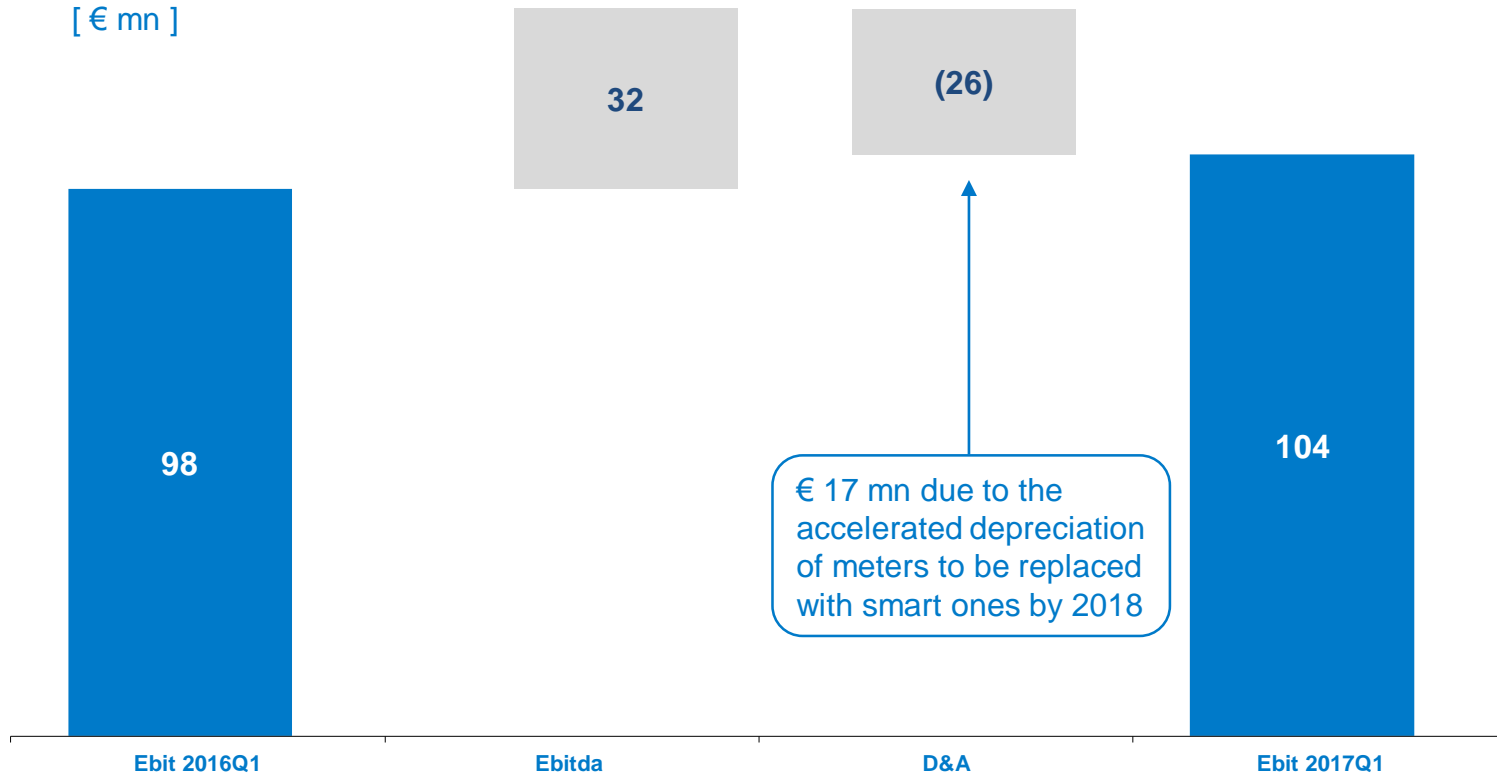 [ € mn ]
32
(26)
98
104
€ 17 mn due to the
accelerated depreciation
of meters to be replaced
with smart ones by 2018
Ebit 2016Q1
Ebitda
D&A
Ebit 2017Q1